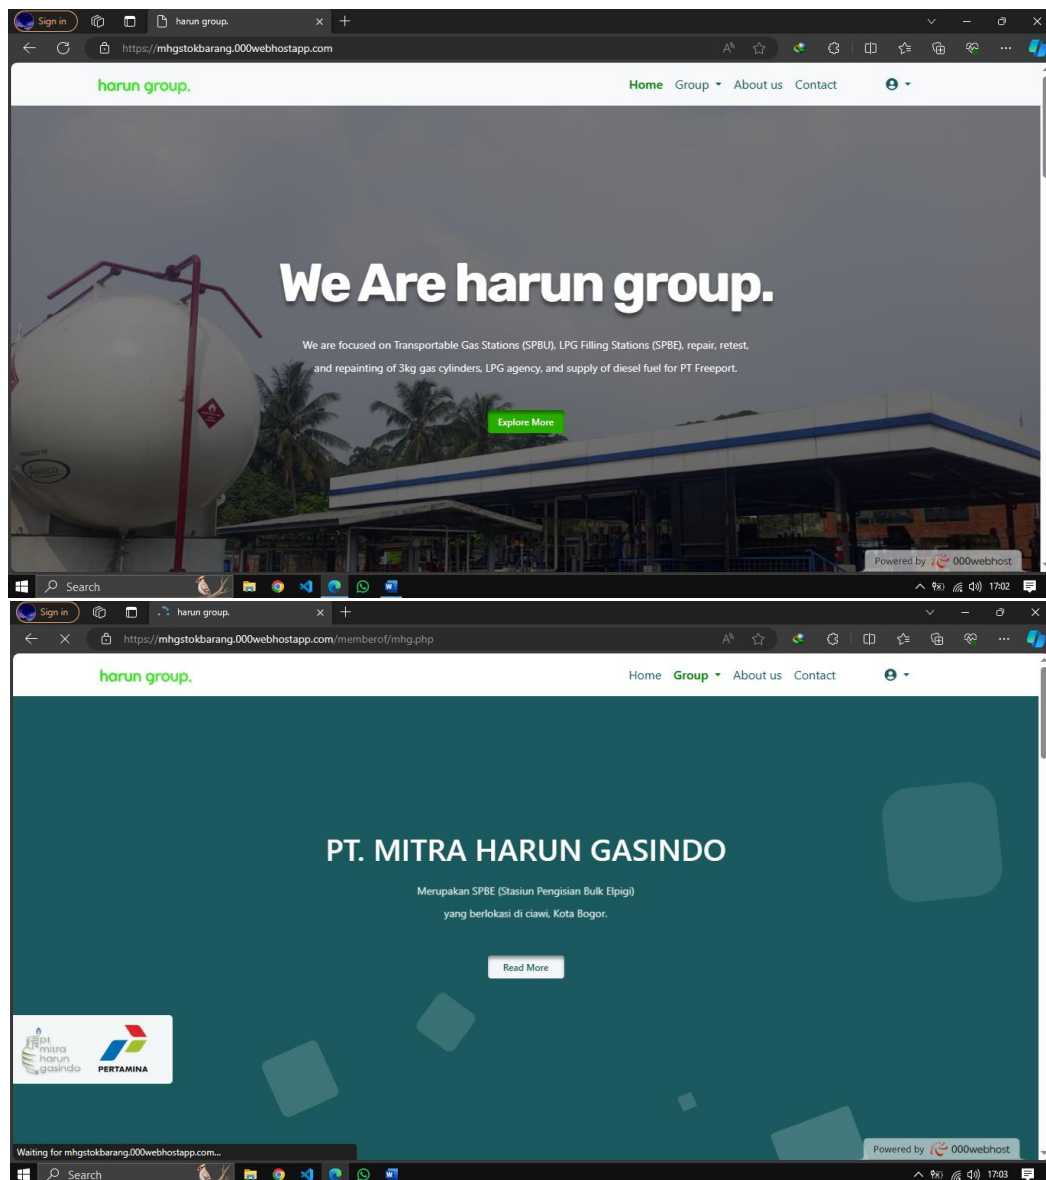 Sign in
harun group.
https://mhgstokbarang.000webhostapp.com
harun group.
Home Group About us Contact
We Are harun group.
We are focused on Transportable Gas Stations (SPBU), LPG Filling Stations (SPBE), repair, retest,
and repainting of 3kg gas cylinders, LPG agency, and supply of diesel fuel for PT Freeport.
Explore More
Powered by 000webhost
Search
17:02
Sign in
harun group.
https://mhgstokbarang.000webhostapp.com/memberof/mhg.php
harun group.
Home Group About us Contact
PT. MITRA HARUN GASINDO
Merupakan SPBE (Stasiun Pengisian Bulk Elpigi)
yang berlokasi di ciawi, Kota Bogor.
Read More
pt
mitra
harun
gasindo
PERTAMINA
Waiting for mhgstokbarang.000webhostapp.com...
Powered by 000webhost
Search
17:03